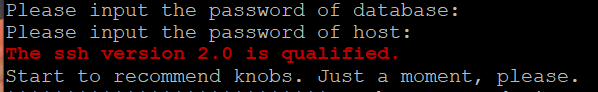 Please input the password of database:
Please input the password of host:
The ssh version 2.0 is qualified.
Start to recommend knobs. Just a moment, please.